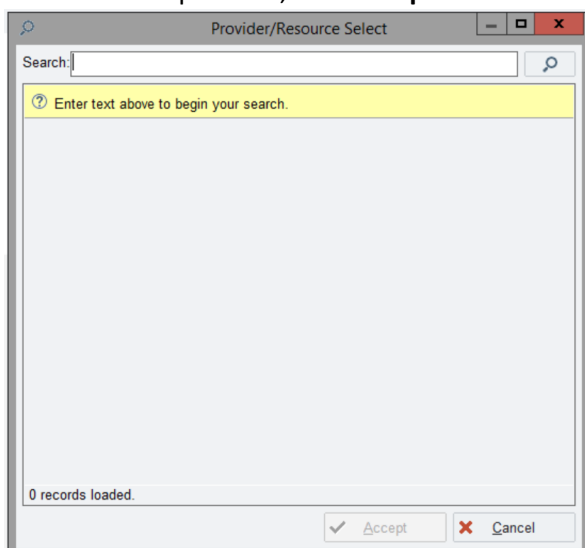 Provider/Resource Select
Search:
Enter text above to begin your search.
0 records loaded.
Accept
Cancel